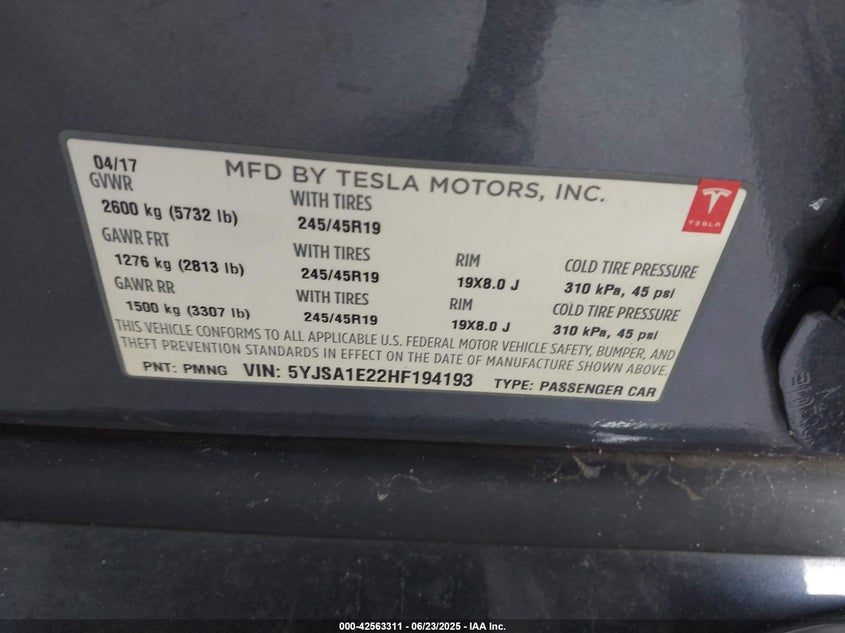 04/17
MFD BY TESLA MOTORS, INC.
TESLA
GVWR
2600 kg (5732 lb)
WITH TIRES
245/45R19
GAWR FRT
1276 kg (2813 lb)
WITH TIRES
245/45R19
RIM
19X8.0 J
COLD TIRE PRESSURE
310 kPa, 45 psi
GAWR RR
1500 kg (3307 lb)
WITH TIRES
245/45R19
RIM
19X8.0 J
COLD TIRE PRESSURE
310 kPa, 45 psi
THIS VEHICLE CONFORMS TO ALL APPLICABLE U.S. FEDERAL MOTOR VEHICLE SAFETY, BUMPER, AND
THEFT PREVENTION STANDARDS IN EFFECT ON THE DATE OF MANUFACTURE SHOWN ABOVE.
PNT: PMNG VIN: 5YJSA1E22HF194193 TYPE: PASSENGER CAR
000-42563311 - 06/23/2025 - IAA Inc.